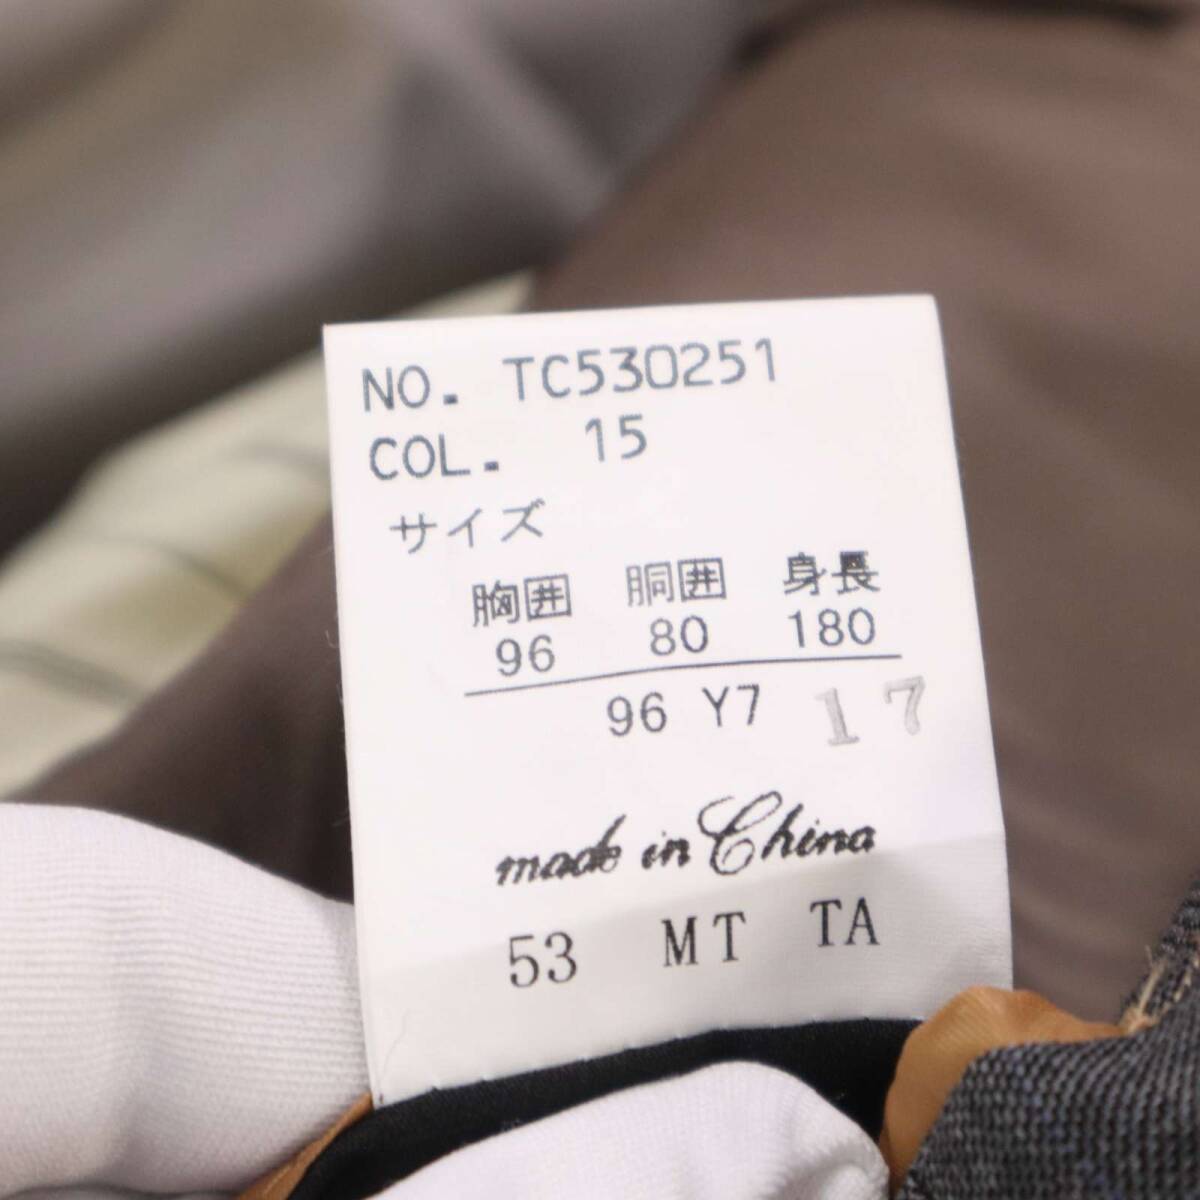 NO. TC530251
COL. 15
サイズ
胸囲 胴囲 身長
96 80 180
96 Y7 17
made in China
53 MT TA